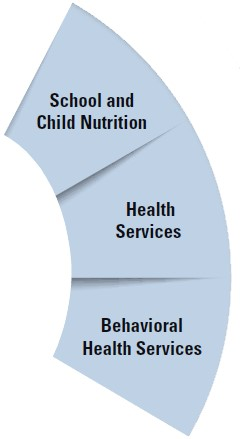 School and
Child Nutrition
Health
Services
Behavioral
Health Services